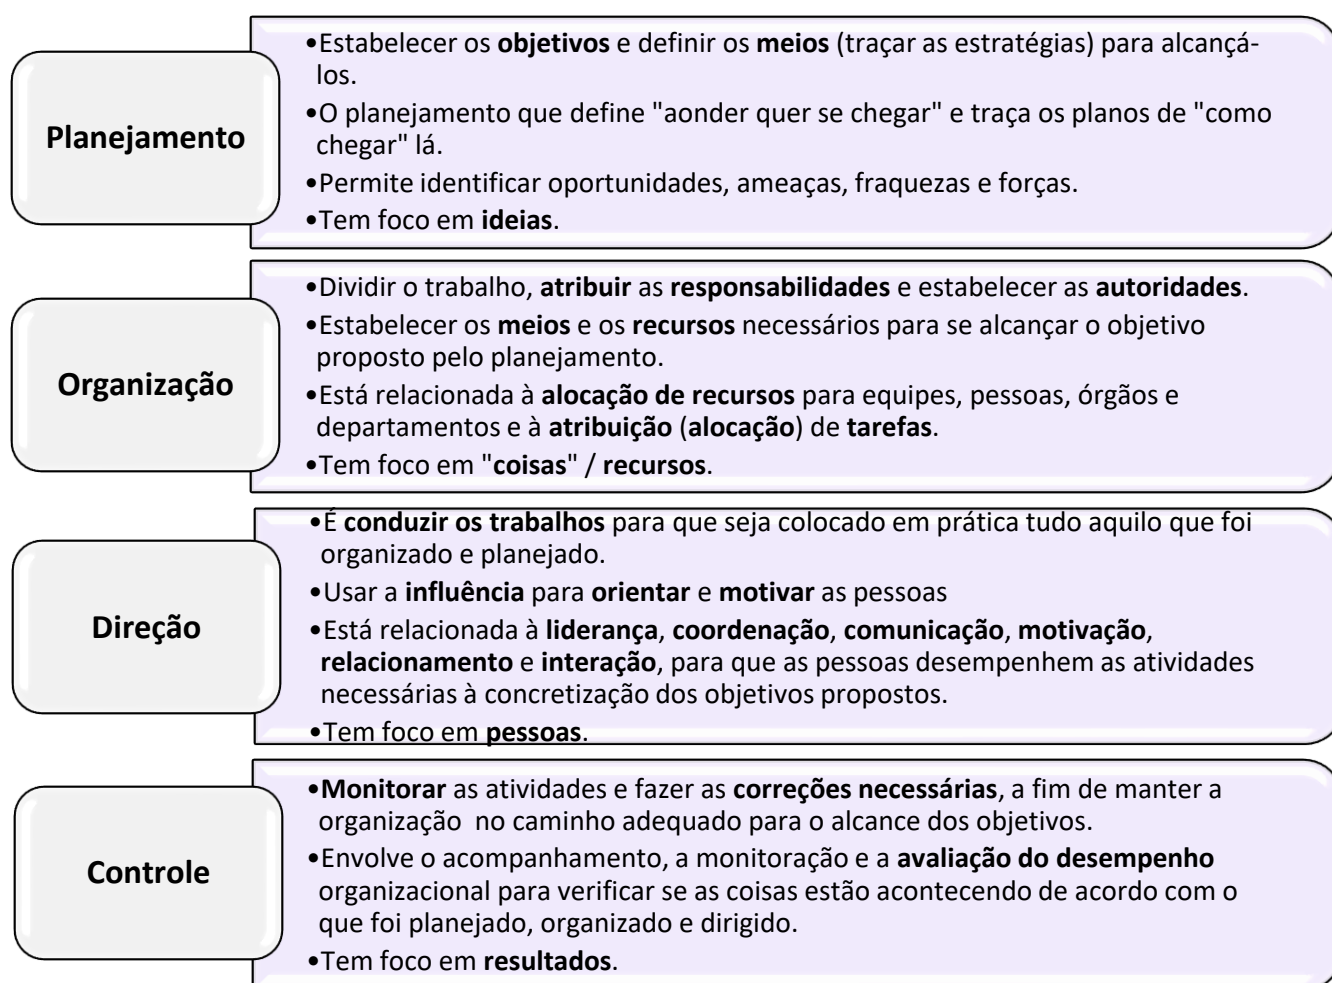 Planejamento
•Estabelecer os objetivos e definir os meios (traçar as estratégias) para alcançá-
los.
•O planejamento que define "aonder quer se chegar" e traça os planos de "como
chegar" lá.
•Permite identificar oportunidades, ameaças, fraquezas e forças.
•Tem foco em ideias.
Organização
•Dividir o trabalho, atribuir as responsabilidades e estabelecer as autoridades.
•Estabelecer os meios e os recursos necessários para se alcançar o objetivo
proposto pelo planejamento.
•Está relacionada à alocação de recursos para equipes, pessoas, órgãos e
departamentos e à atribuição (alocação) de tarefas.
•Tem foco em "coisas" / recursos.
Direção
•É conduzir os trabalhos para que seja colocado em prática tudo aquilo que foi
organizado e planejado.
•Usar a influência para orientar e motivar as pessoas
•Está relacionada à liderança, coordenação, comunicação, motivação,
relacionamento e interação, para que as pessoas desempenhem as atividades
necessárias à concretização dos objetivos propostos.
•Tem foco em pessoas.
Controle
•Monitorar as atividades e fazer as correções necessárias, a fim de manter a
organização  no caminho adequado para o alcance dos objetivos.
•Envolve o acompanhamento, a monitoração e a avaliação do desempenho
organizacional para verificar se as coisas estão acontecendo de acordo com o
que foi planejado, organizado e dirigido.
•Tem foco em resultados.